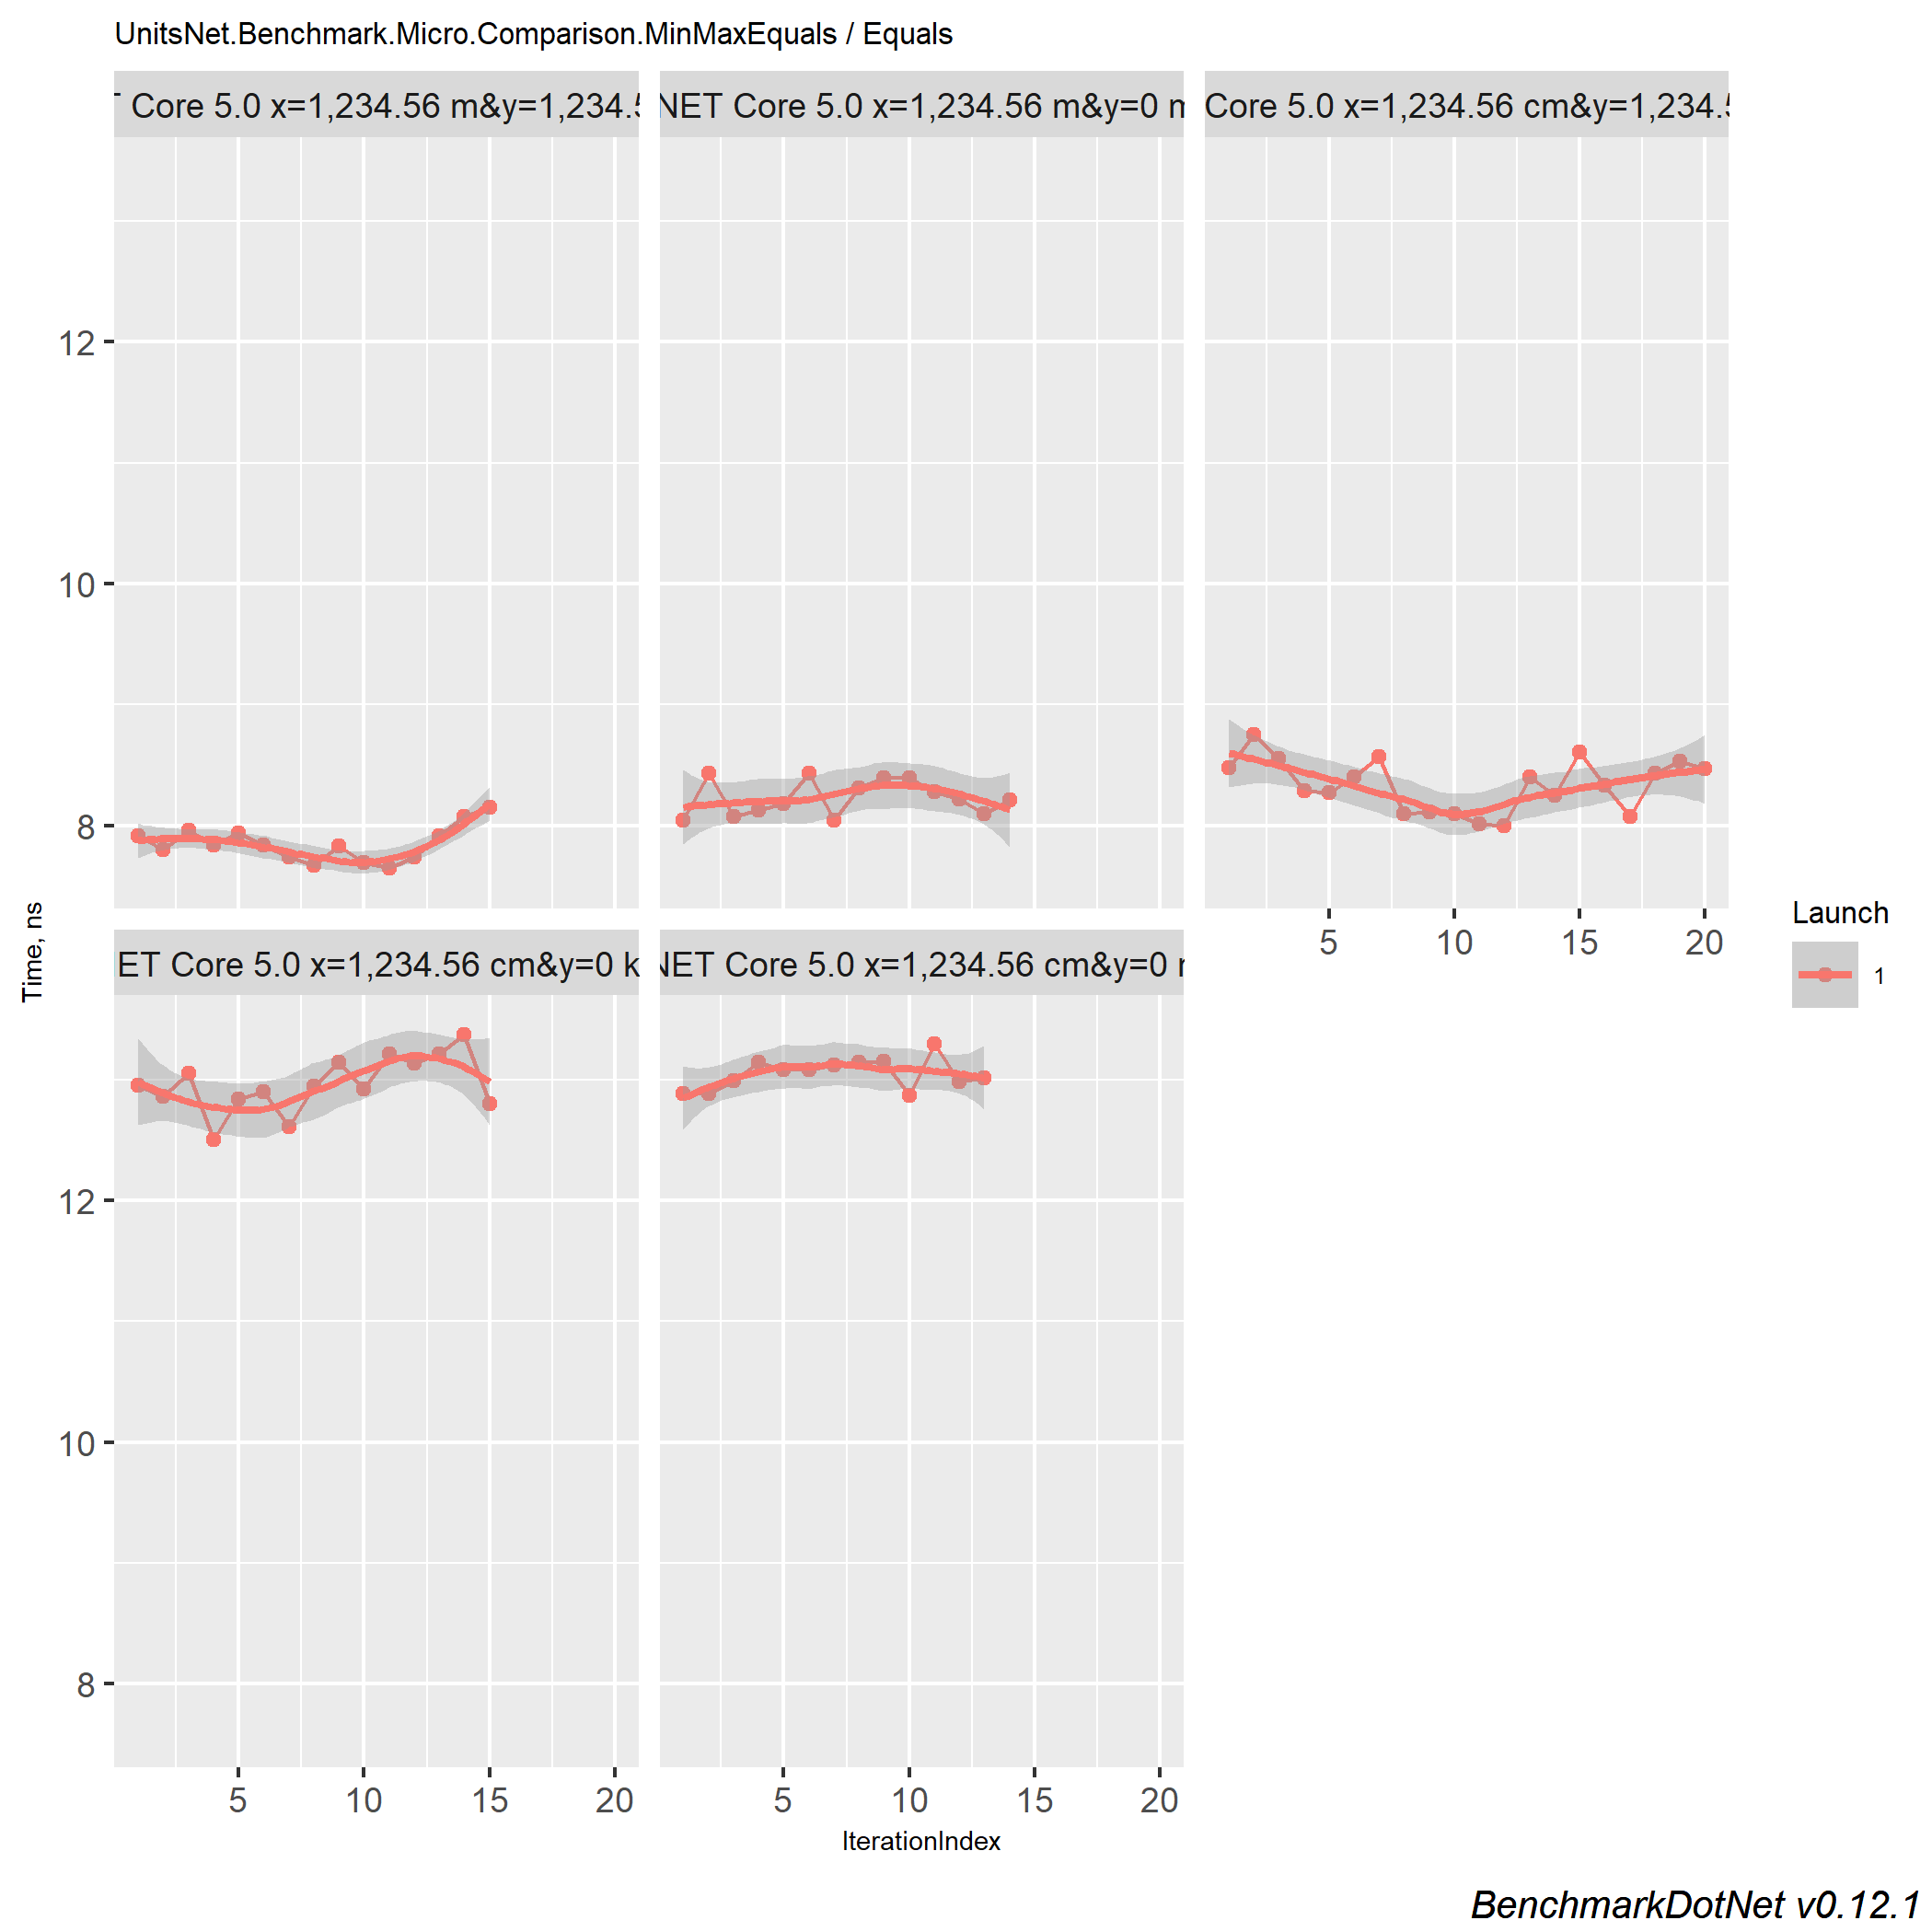 UnitsNet.Benchmark.Micro.Comparison.MinMaxEquals / Equals
Core 5.0 x=1,234.56 m&y=1,234.5
NET Core 5.0 x=1,234.56 m&y=0 m
Core 5.0 x=1,234.56 cm&y=1,234.5
12
10
8
5 10 15 20
Time, ns
Launch
1
ET Core 5.0 x=1,234.56 cm&y=0 k
NET Core 5.0 x=1,234.56 cm&y=0
12
10
8
5 10 15 20
5 10 15 20
IterationIndex
BenchmarkDotNet v0.12.1